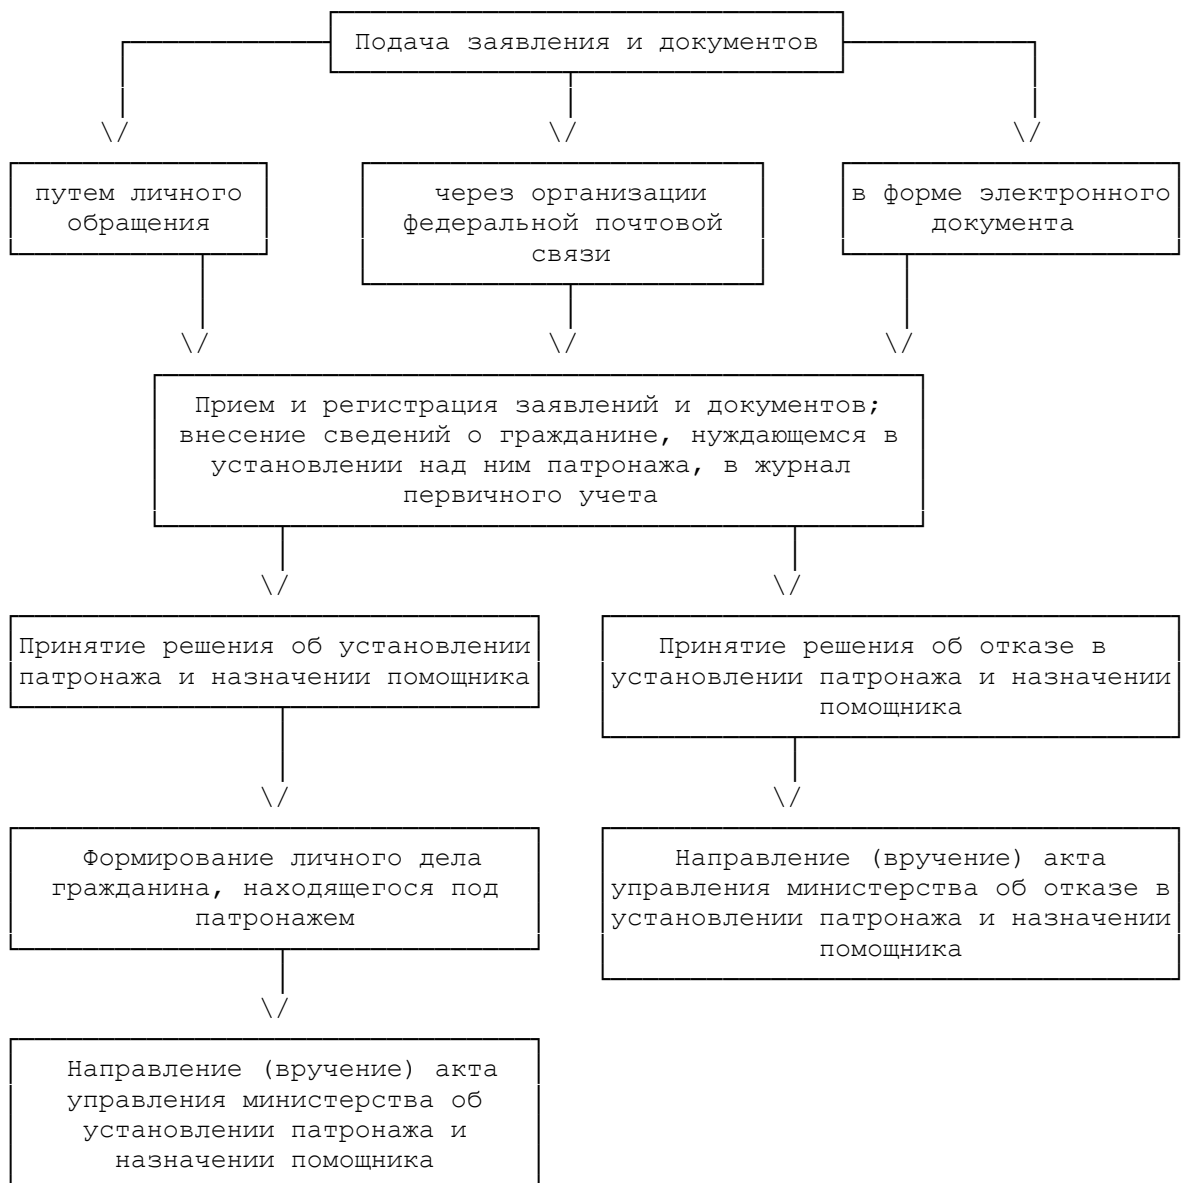 Подача заявления и документов
путем личного
обращения
через организации
федеральной почтовой
связи
в форме электронного
документа
Прием и регистрация заявлений и документов;
внесение сведений о гражданине, нуждающемся в
установлении над ним патронажа, в журнал
первичного учета
Принятие решения об установлении
патронажа и назначении помощника
Принятие решения об отказе в
установлении патронажа и назначении
помощника
Формирование личного дела
гражданина, находящегося под
патронажем
Направление (вручение) акта
управления министерства об отказе в
установлении патронажа и назначении
помощника
Направление (вручение) акта
управления министерства об
установлении патронажа и
назначении помощника